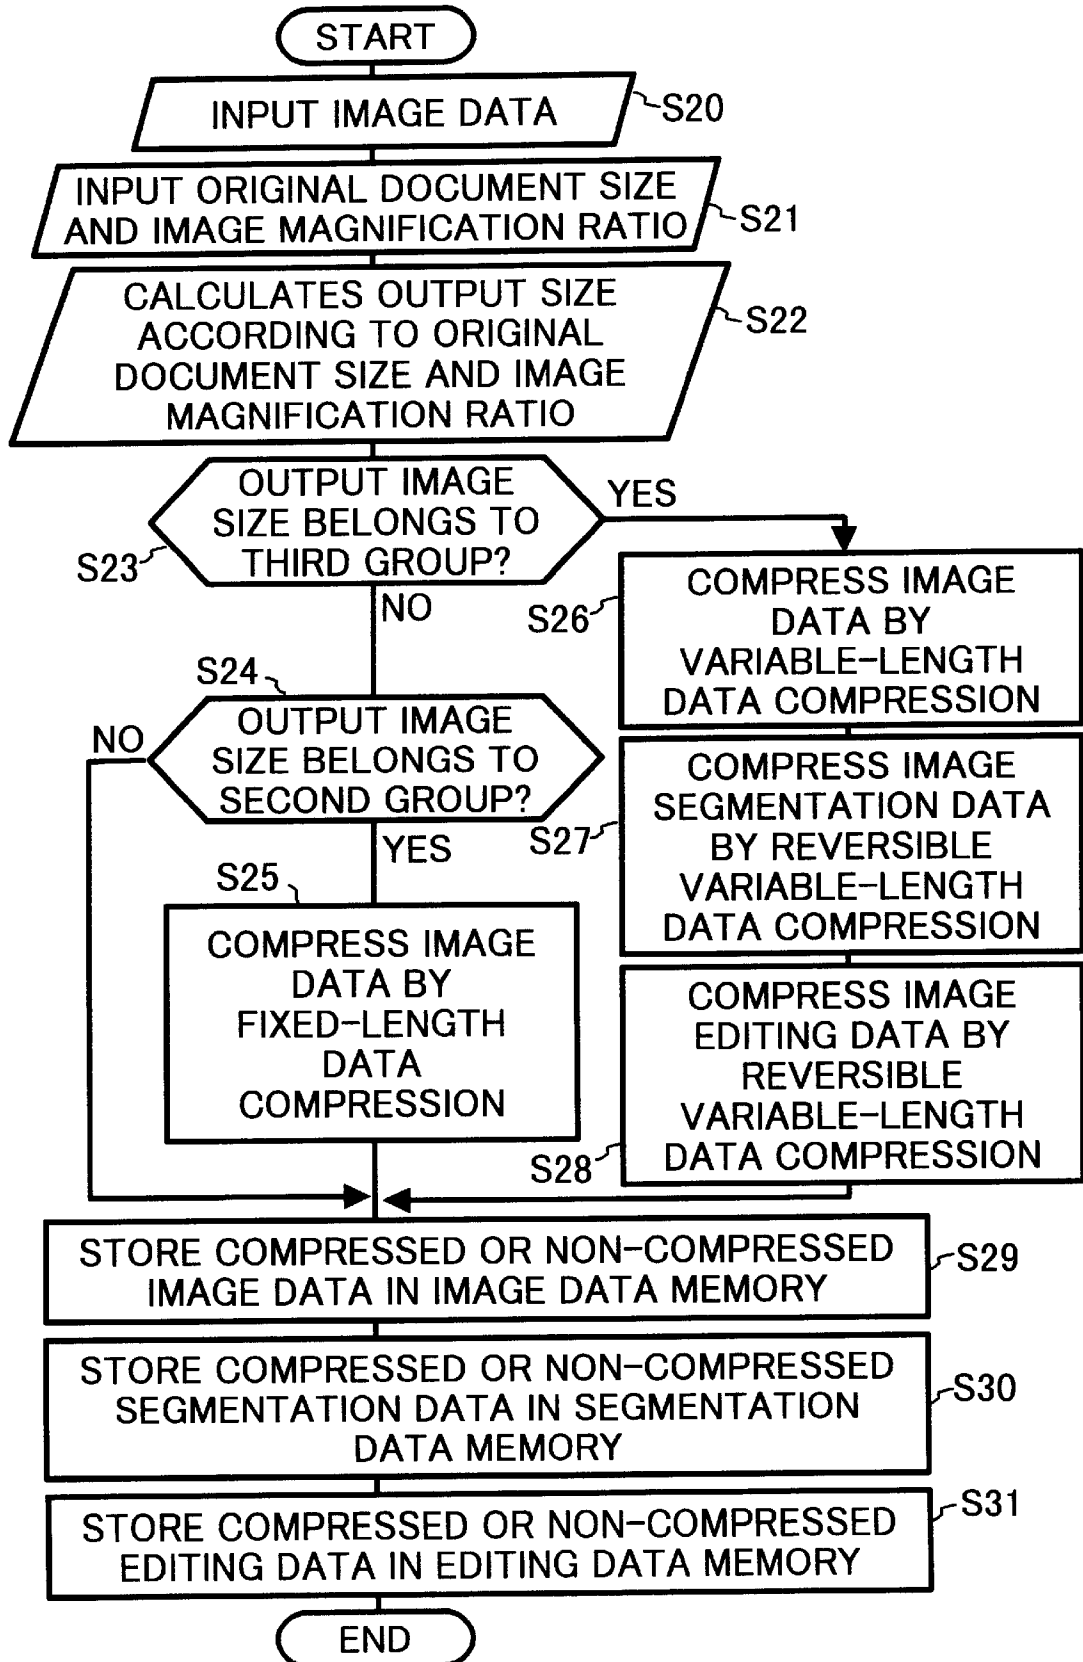 START
INPUT IMAGE DATA
S20
INPUT ORIGINAL DOCUMENT SIZE
AND IMAGE MAGNIFICATION RATIO
S21
CALCULATES OUTPUT SIZE
ACCORDING TO ORIGINAL
DOCUMENT SIZE AND IMAGE
MAGNIFICATION RATIO
S22
OUTPUT IMAGE
SIZE BELONGS TO
THIRD GROUP?
S23
YES
NO
S24
OUTPUT IMAGE
SIZE BELONGS TO
SECOND GROUP?
NO
YES
S25
COMPRESS IMAGE
DATA BY
FIXED-LENGTH
DATA
COMPRESSION
S26
COMPRESS IMAGE
DATA BY
VARIABLE-LENGTH
DATA COMPRESSION
S27
COMPRESS IMAGE
SEGMENTATION DATA
BY REVERSIBLE
VARIABLE-LENGTH
DATA COMPRESSION
S28
COMPRESS IMAGE
EDITING DATA BY
REVERSIBLE
VARIABLE-LENGTH
DATA COMPRESSION
STORE COMPRESSED OR NON-COMPRESSED
IMAGE DATA IN IMAGE DATA MEMORY
S29
STORE COMPRESSED OR NON-COMPRESSED
SEGMENTATION DATA IN SEGMENTATION
DATA MEMORY
S30
STORE COMPRESSED OR NON-COMPRESSED
EDITING DATA IN EDITING DATA MEMORY
S31
END